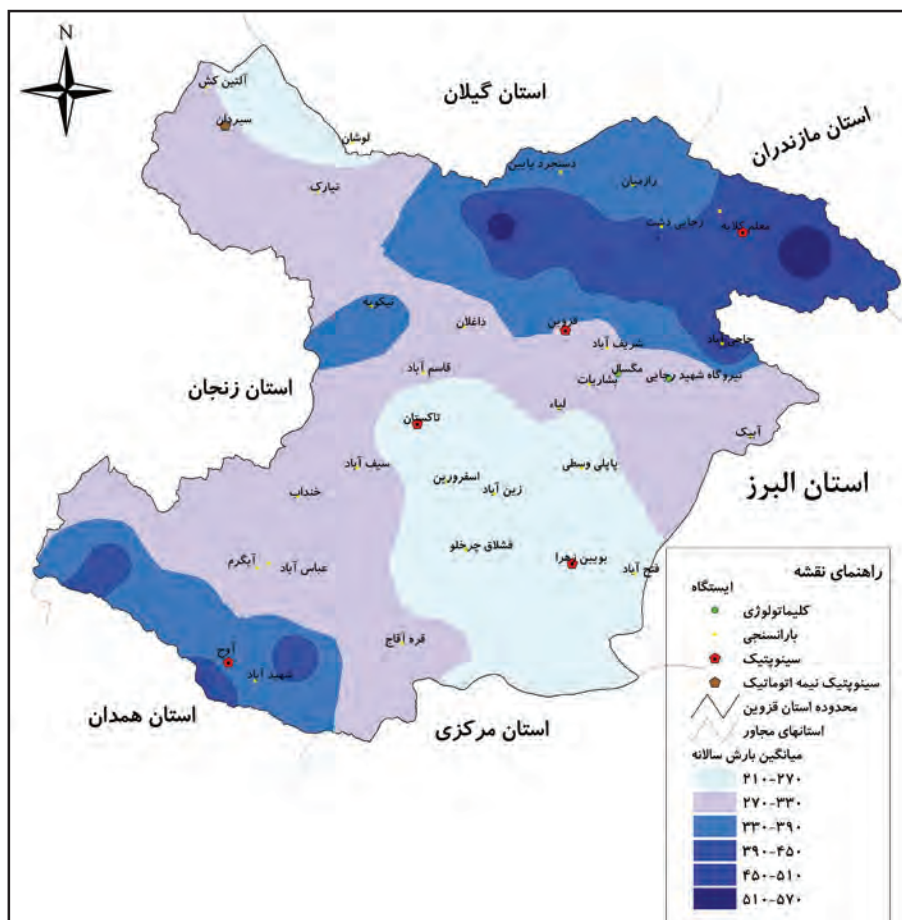 N
استان گیلان
استان مازندران
استان زنجان
استان البرز
استان همدان
استان مرکزی
آلتین کش
سیردان
لوشان
تیارک
دستجرد پایین
رازمیان
رجایی دشت
معلم کلایه
نیکویه
داغلان
قزوین
شریف آباد
حاجی آباد
قاسم آباد
مگسال
نیروگاه شهید رجایی
بشاریات
لیاء
آبیک
تاکستان
سیف آباد
خنداب
اسفرورین
زین آباد
پاپلی وسطی
قشلاق چرخلو
بویین زهرا
فتح آباد
آبگرم
عباس آباد
قره آقاج
آوج
شهید آباد
راهنمای نقشه
ایستگاه
کلیماتولوژی
بارانسنجی
سینوپتیک
سینوپتیک نیمه اتوماتیک
محدوده استان قزوین
استانهای مجاور
میانگین بارش سالانه
۲۱۰-۲۷۰
۲۷۰-۳۳۰
۳۳۰-۳۹۰
۳۹۰-۴۵۰
۴۵۰-۵۱۰
۵۱۰-۵۷۰